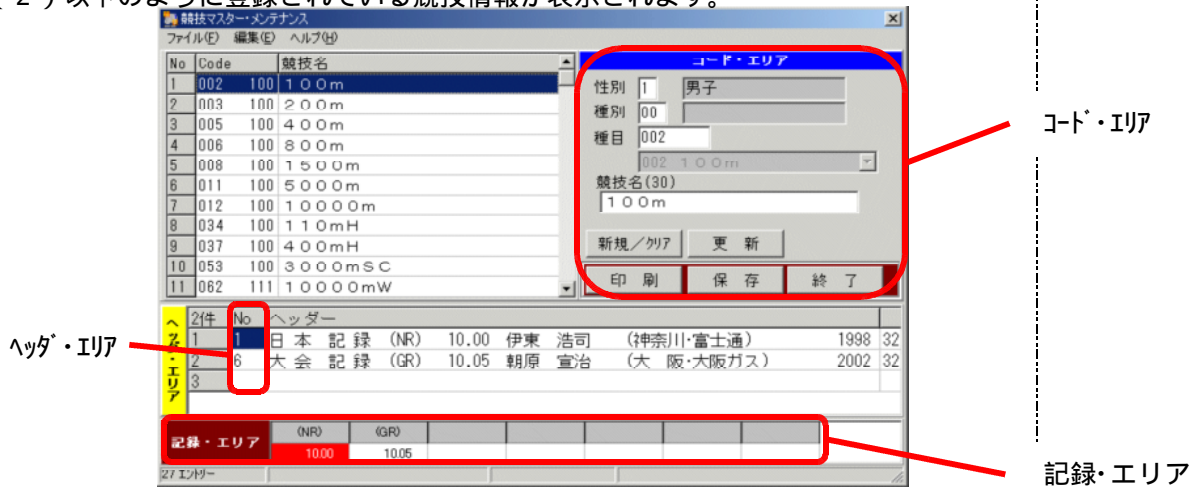 (２)以下のように登録されている競技情報が表示されます。
競技マスター・メンテナンス
ファイル(F) 編集(E) ヘルプ(H)
No Code 競技名
1 002 100 １００ｍ
2 003 100 ２００ｍ
3 005 100 ４００ｍ
4 006 100 ８００ｍ
5 008 100 １５００ｍ
6 011 100 ５０００ｍ
7 012 100 １００００ｍ
8 034 100 １１０ｍＨ
9 037 100 ４００ｍＨ
10 053 100 ３０００ｍＳＣ
11 062 111 １００００ｍＷ
コード・エリア
性別 1 男子
種別 00
種目 002
002 １００ｍ
競技名(30)
１００ｍ
新規／ｸﾘｱ 更 新
印 刷 保 存 終 了
ｺｰﾄﾞ・ｴﾘｱ
ﾍｯﾀﾞ・ｴﾘｱ
ヘッダ・エリア
2件 No ヘッダー
1 1 日 本 記 録 (NR) 10.00 伊東 浩司 (神奈川・富士通) 1998 32
2 6 大 会 記 録 (GR) 10.05 朝原 宣治 (大 阪・大阪ガス) 2002 32
3
記録・エリア (NR) (GR)
10.00 10.05
27 ｴﾝﾄﾘｰ
記録・エリア